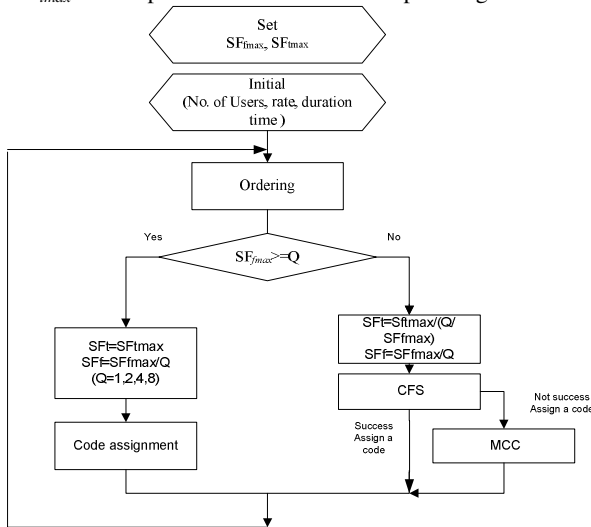 tmax
Set
SFfmax, SFtmax
Initial
(No. of Users, rate, duration
time )
Ordering
Yes
No
SFfmax>=Q
SFt=SFtmax
SFf=SFfmax/Q
(Q=1,2,4,8)
SFt=Sftmax/(Q/
SFfmax)
SFf=SFfmax/Q
CFS
Not success
Assign a code
Success
Assign a
code
Code assignment
MCC